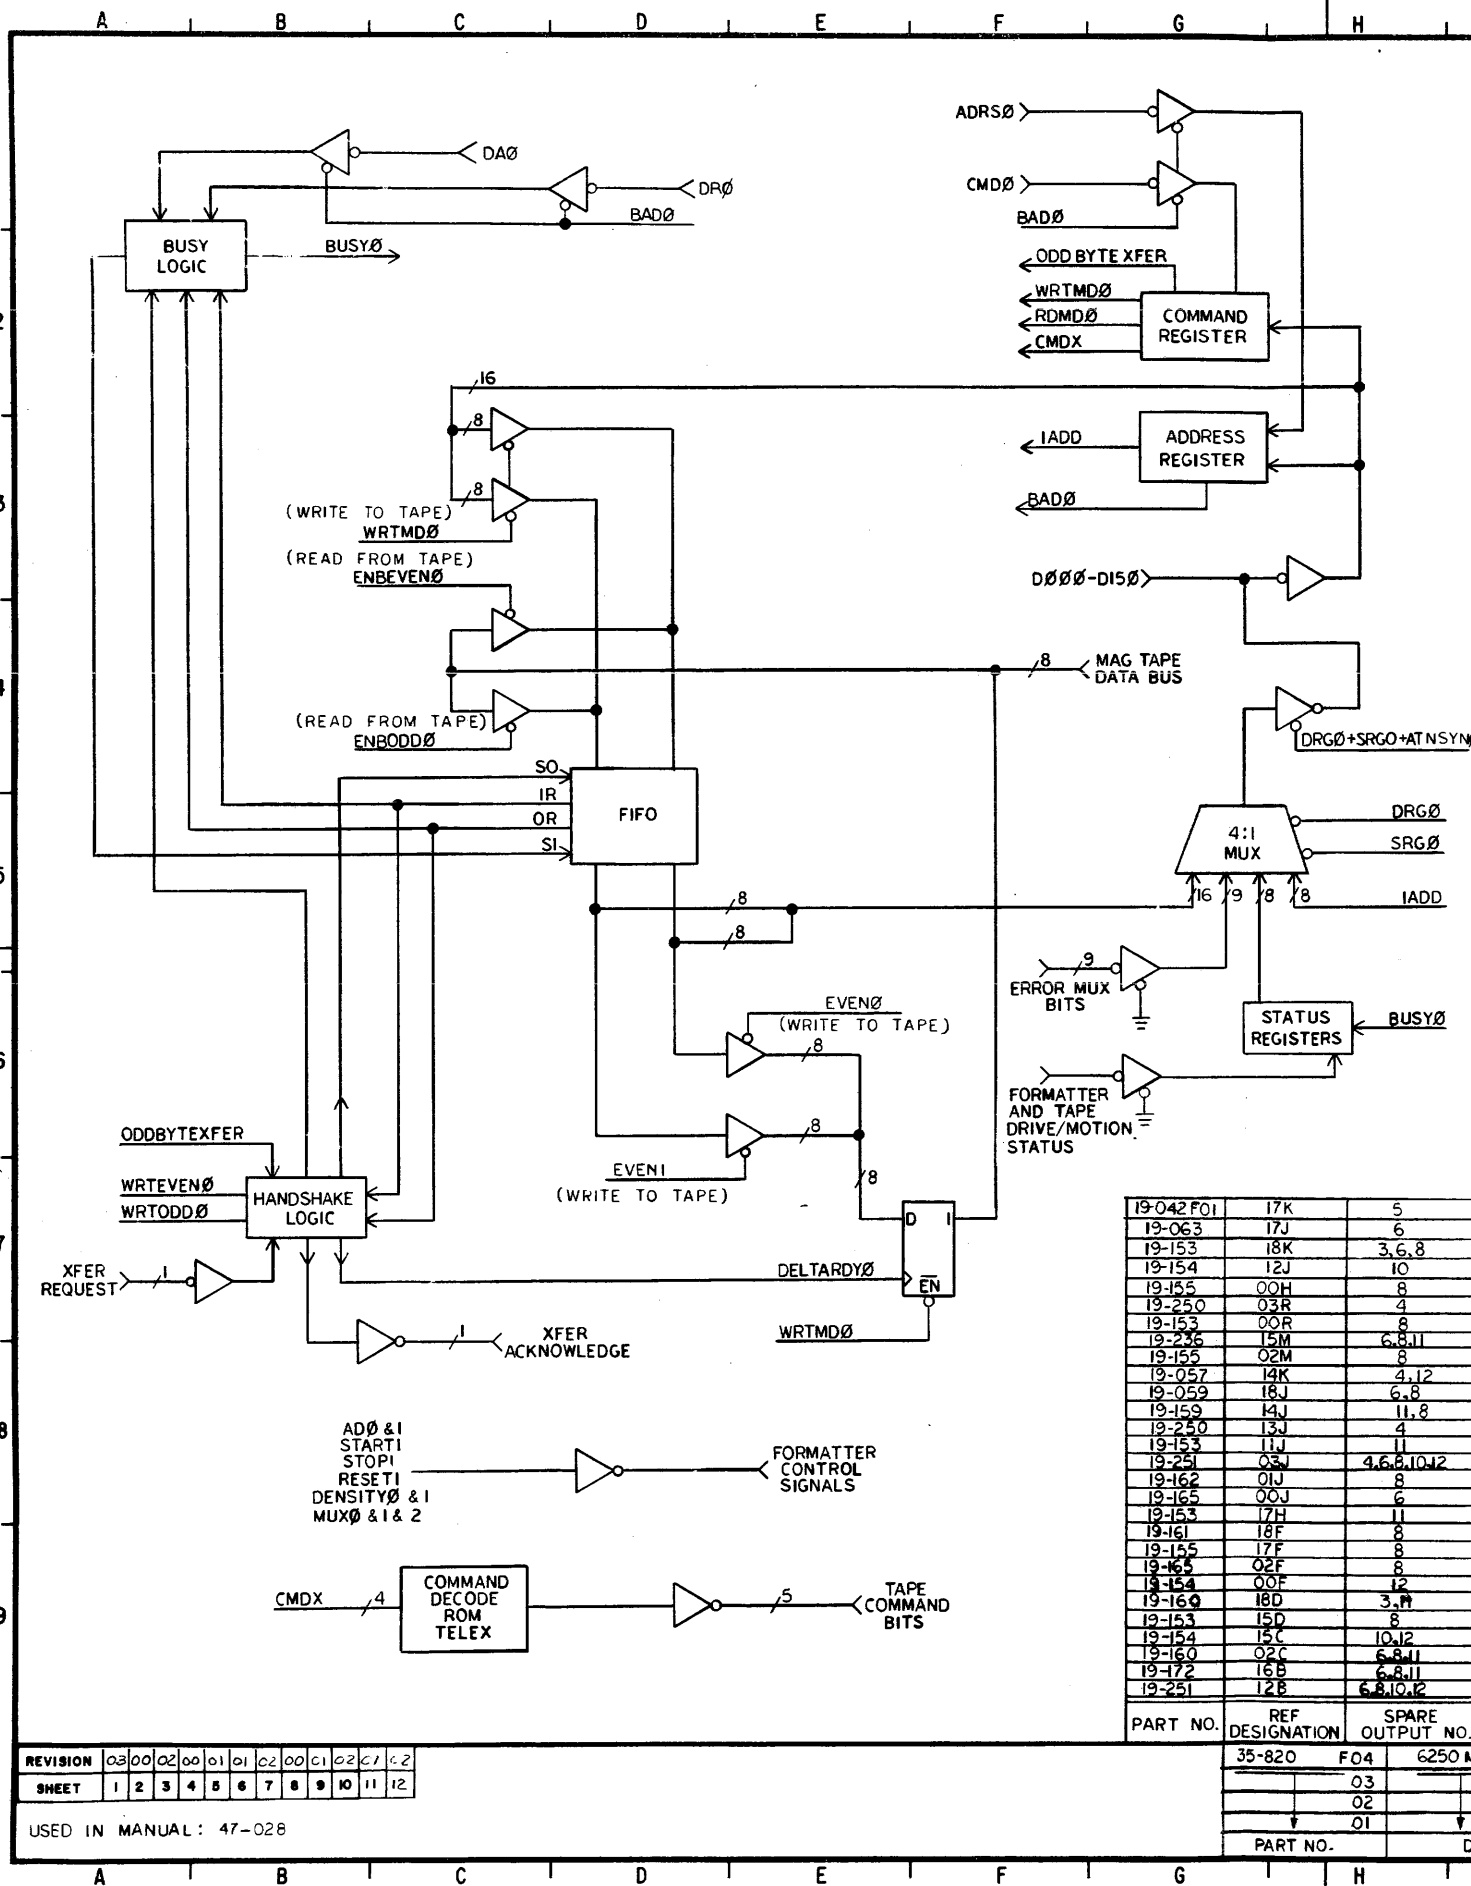 A B C D E F G H
ADRSØ
DAØ
CMDØ
DRØ
BADØ
BADØ
BUSY
LOGIC
BUSYØ
ODD BYTE XFER
WRTMDØ
RDMDØ
CMDX
COMMAND
REGISTER
2
16
8
1ADD
ADDRESS
REGISTER
8
BADØ
3
(WRITE TO TAPE)
WRTMDØ
(READ FROM TAPE)
ENBEVENØ
DØØØ-D15Ø
8
MAG TAPE
DATA BUS
4
(READ FROM TAPE)
ENBODDØ
DRGØ+SRGO+ATNSYN
SO
IR
OR
SI
FIFO
4:1
MUX
DRGØ
SRGØ
5
8
16 9 8 8
1ADD
8
9
ERROR MUX
BITS
EVENØ
(WRITE TO TAPE)
8
STATUS
REGISTERS
BUSYØ
6
FORMATTER
AND TAPE
DRIVE/MOTION
STATUS
ODDBYTEXFER
8
EVEN1
(WRITE TO TAPE)
8
WRTEVENØ
WRTODDØ
HANDSHAKE
LOGIC
7
D 1
EN
XFER
REQUEST
1
DELTARDYØ
WRTMDØ
1
XFER
ACKNOWLEDGE
8
ADØ & 1
START1
STOP1
RESET1
DENSITYØ & 1
MUXØ & 1 & 2
FORMATTER
CONTROL
SIGNALS
9
CMDX
4
COMMAND
DECODE
ROM
TELEX
5
TAPE
COMMAND
BITS
19-042F01 17K 5
19-063 17J 6
19-153 18K 3,6,8
19-154 12J 10
19-155 00H 8
19-250 03R 4
19-153 00R 8
19-236 15M 6,8,11
19-155 02M 8
19-057 14K 4,12
19-059 18J 6,8
19-159 14J 11,8
19-250 13J 4
19-153 11J 11
19-251 03J 4,6,8,10,12
19-162 01J 8
19-165 00J 6
19-153 17H 11
19-161 18F 8
19-155 17F 8
19-165 02F 8
19-154 00F 12
19-160 18D 3,11
19-153 15D 8
19-154 15C 10,12
19-160 02C 6,8,11
19-172 16B 6,8,11
19-251 12B 6,8,10,12
PART NO. REF DESIGNATION SPARE OUTPUT NO.
35-820 F04 6250 M
03
02
01
PART NO. D
REVISION 03 00 02 00 01 01 02 00 01 02 01 02
SHEET 1 2 3 4 5 6 7 8 9 10 11 12
USED IN MANUAL: 47-028
A B C D E F G H